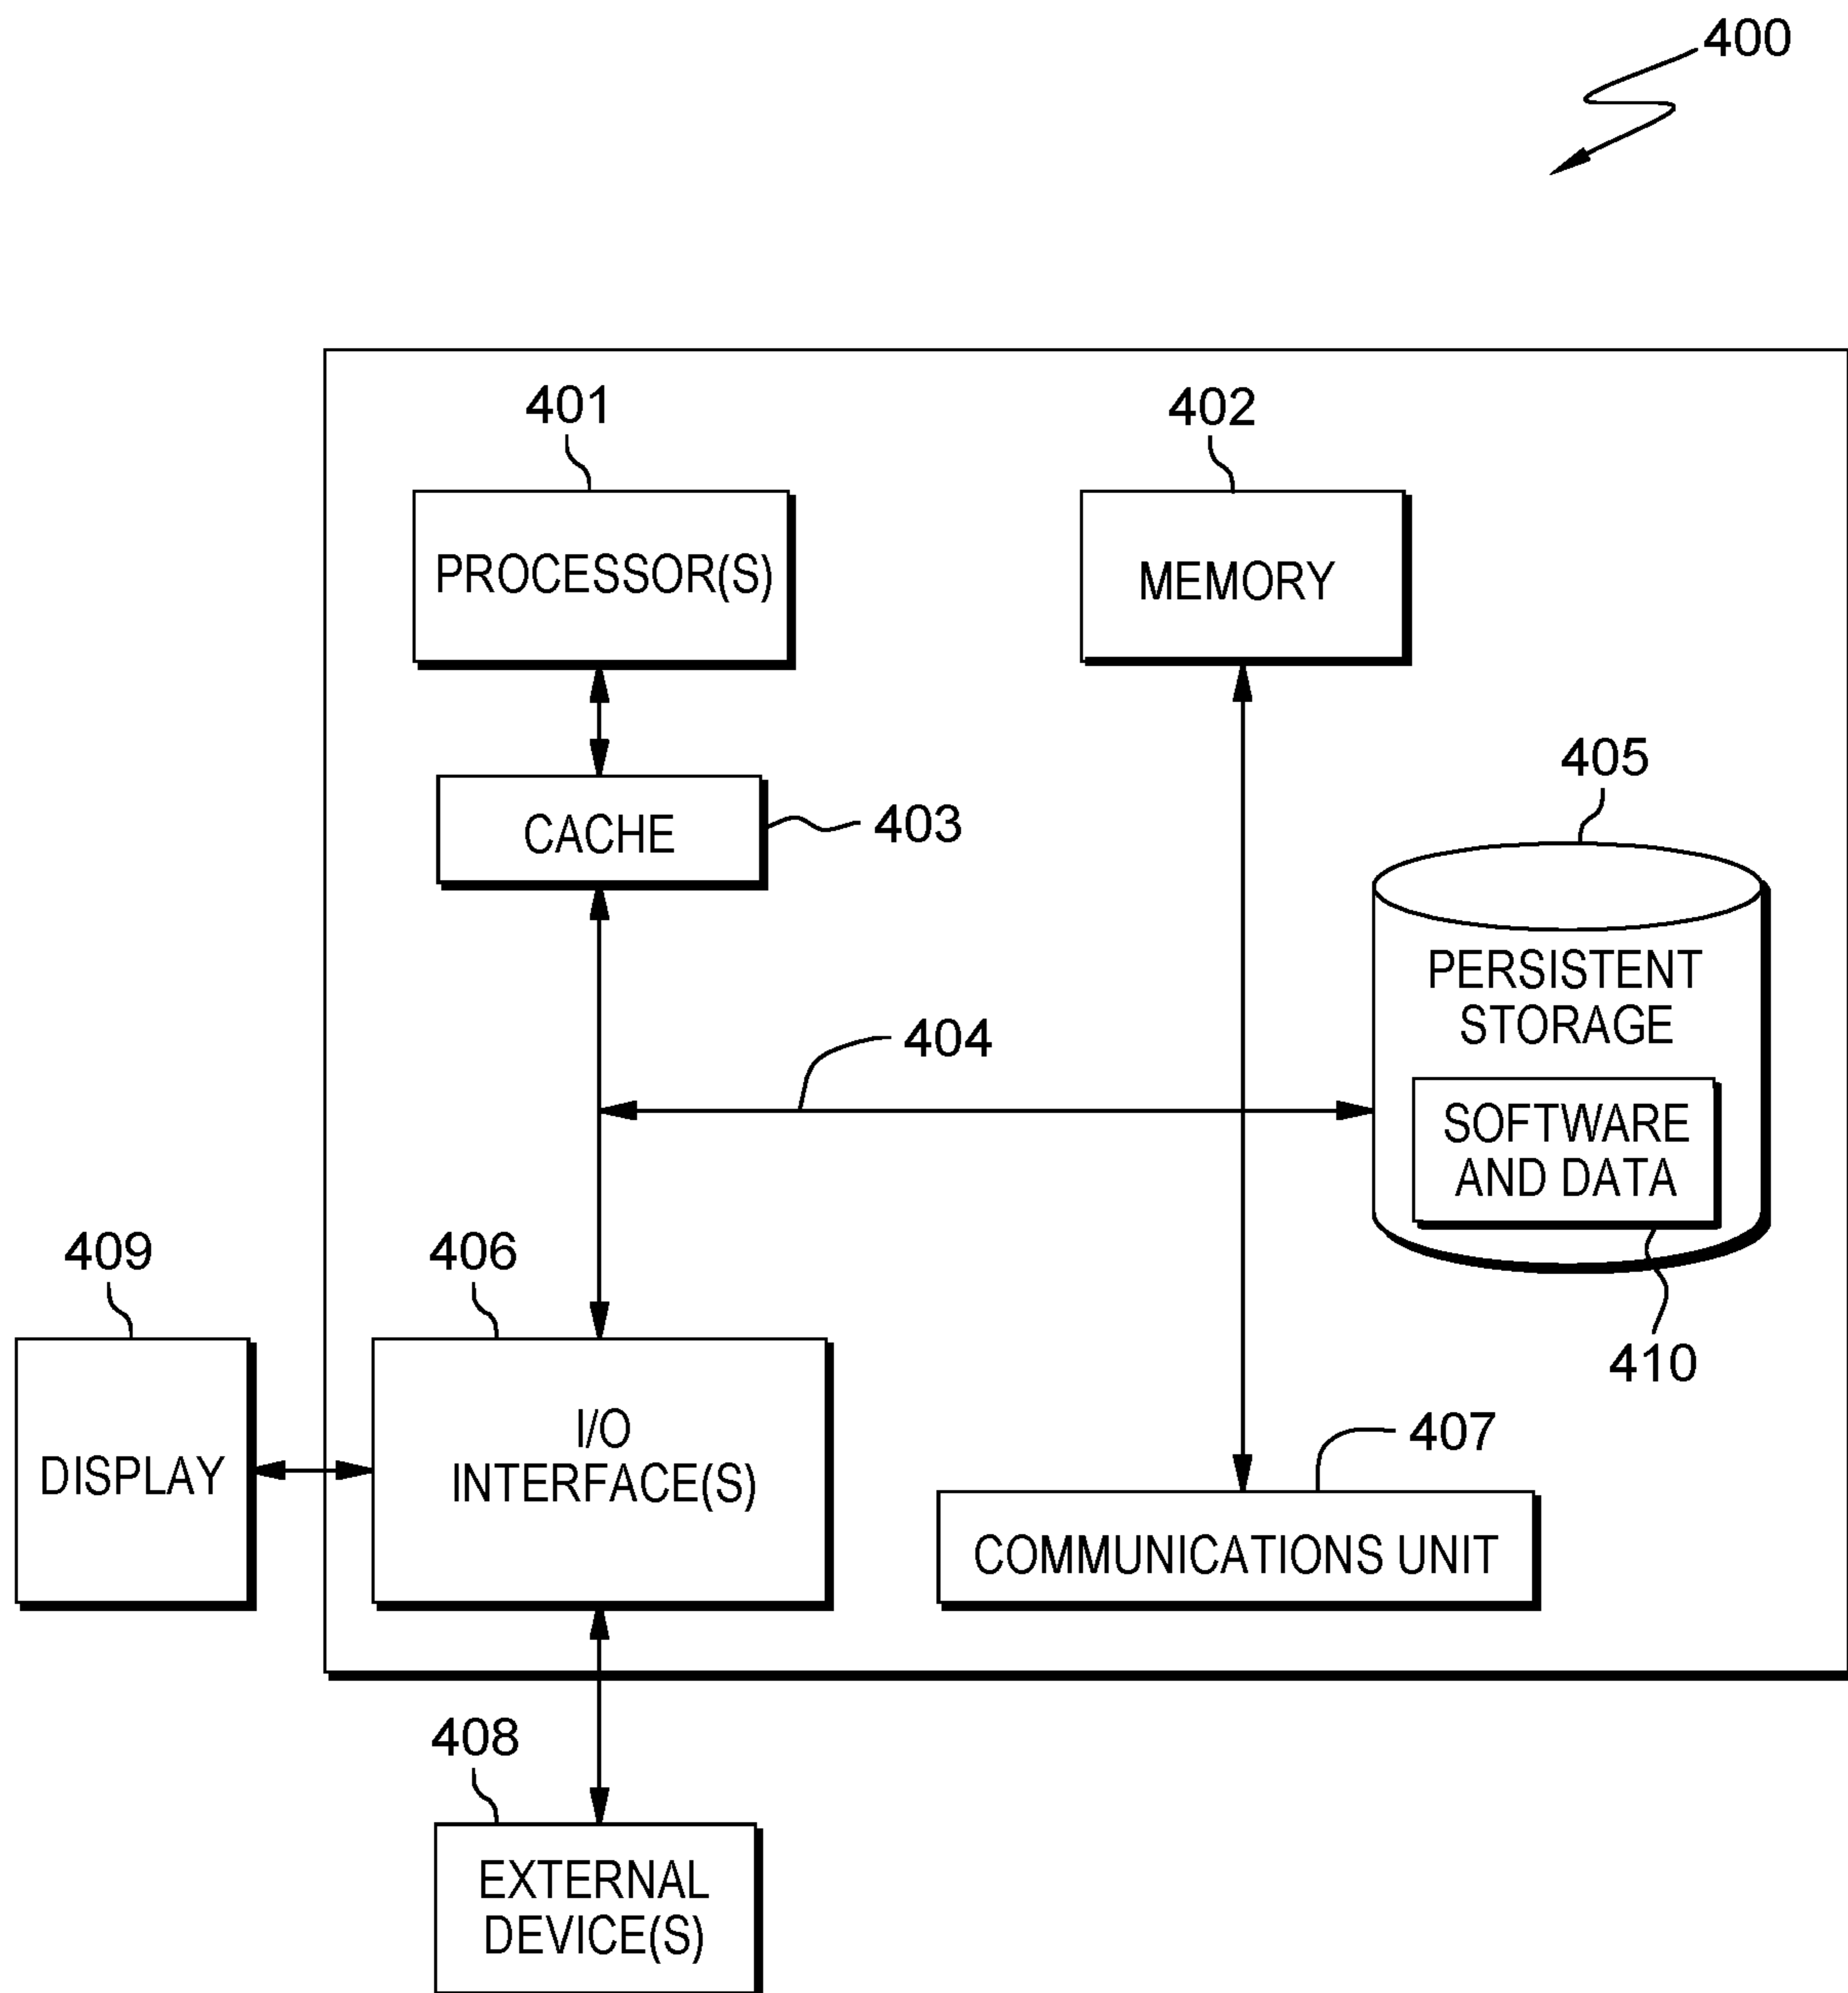 400
401
402
PROCESSOR(S)
MEMORY
405
CACHE
403
PERSISTENT
STORAGE
404
SOFTWARE
AND DATA
409
406
410
I/O
INTERFACE(S)
407
DISPLAY
COMMUNICATIONS UNIT
408
EXTERNAL
DEVICE(S)